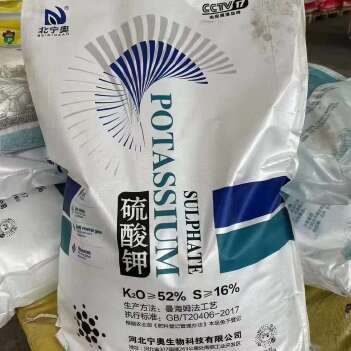 北宁奥
CCTV 17
POTASSIUM
SULPHATE
硫酸钾
K₂O≥52% S≥16%
生产方法：曼海姆法工艺
执行标准：GB/T20406-2017
河北宁奥生物科技有限公司